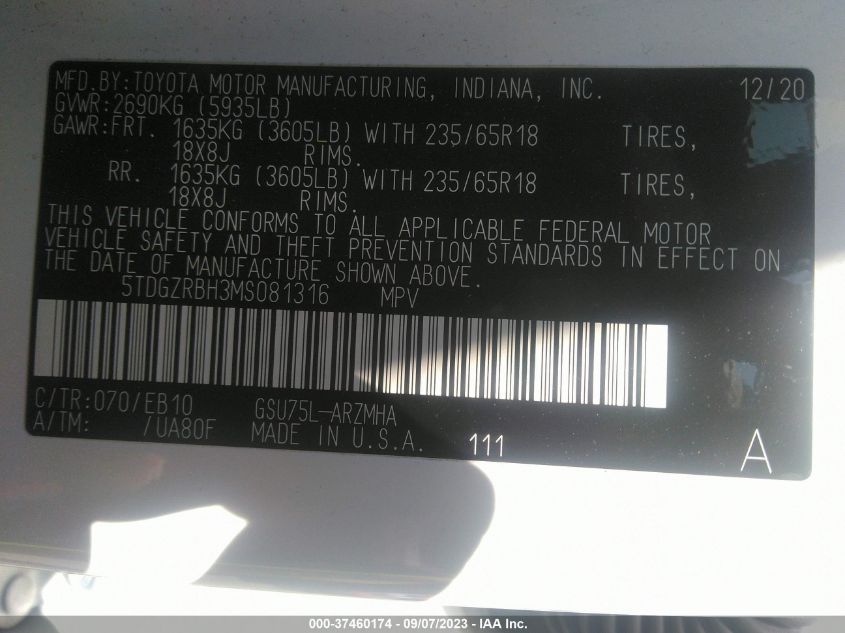 MFD.BY:TOYOTA MOTOR MANUFACTURING, INDIANA, INC. 12/20
GVWR:2690KG (5935LB)
GAWR:FRT. 1635KG (3605LB) WITH 235/65R18 TIRES,
18X8J RIMS.
RR. 1635KG (3605LB) WITH 235/65R18 TIRES,
18X8J RIMS.
THIS VEHICLE CONFORMS TO ALL APPLICABLE FEDERAL MOTOR
VEHICLE SAFETY AND THEFT PREVENTION STANDARDS IN EFFECT ON
THE DATE OF MANUFACTURE SHOWN ABOVE.
5TDGZRBH3MS081316 MPV
C/TR:070/EB10 GSU75L-ARZMHA
A/TM: /UA80F MADE IN U.S.A. 111 A
000-37460174 - 09/07/2023 - IAA Inc.